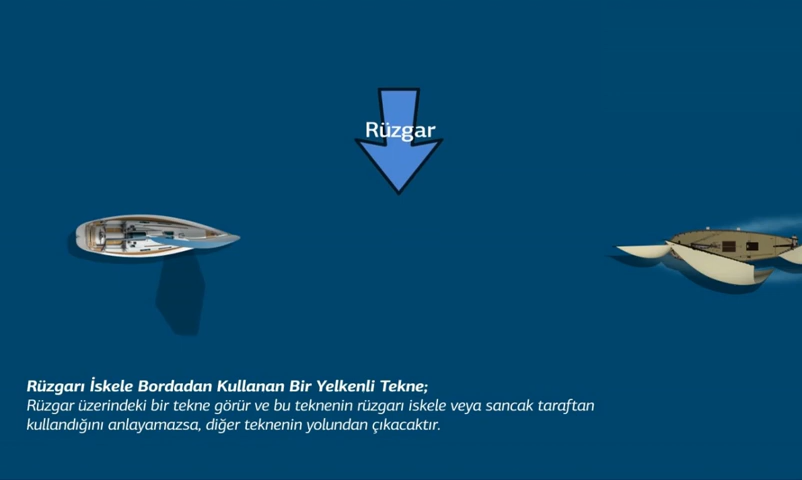 Rüzgar
Rüzgarı İskele Bordadan Kullanan Bir Yelkenli Tekne;
Rüzgar üzerindeki bir tekne görür ve bu teknenin rüzgarı iskele veya sancak taraftan
kullandığını anlayamazsa, diğer teknenin yolundan çıkacaktır.